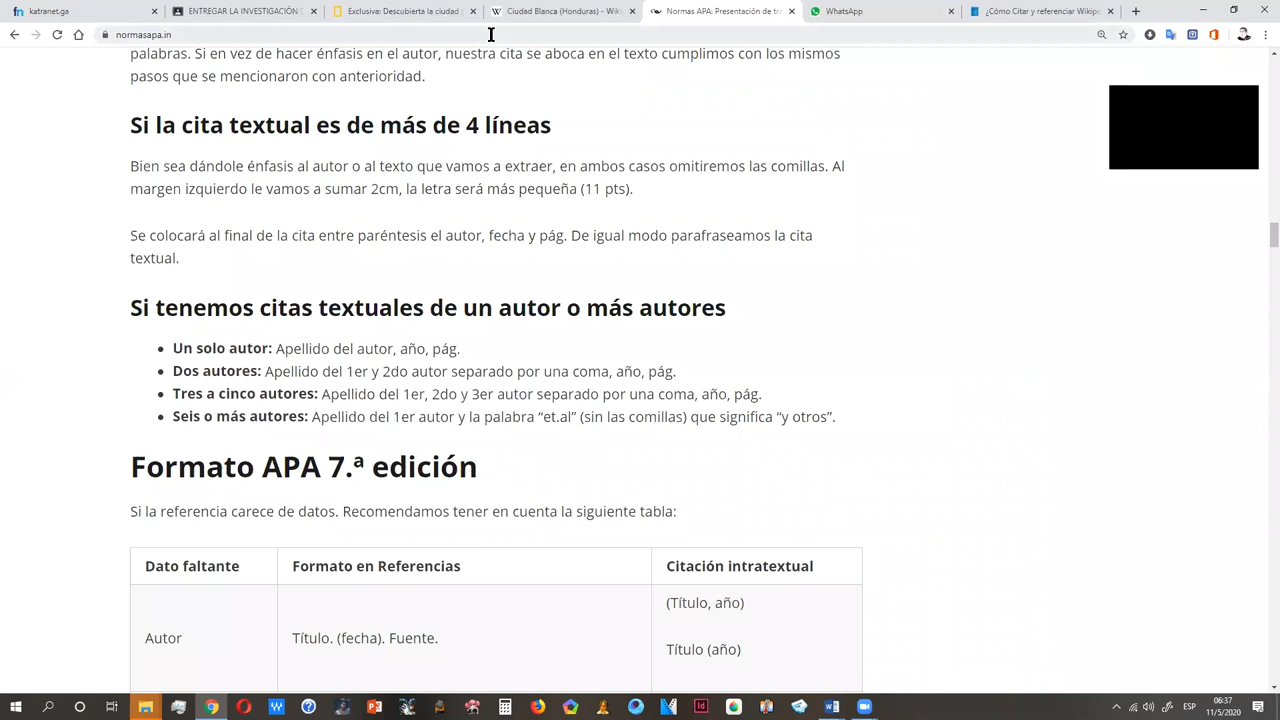 katranet.gt
ENTREGAR LA INVESTIGACIÓN D
Exclusiva: Descubierta la ciudad p
Ciudad Blanca (Honduras) - Wiki
Normas APA: Presentación de tr
WhatsApp
¿Cómo Citar y referenciar Wikipe
normasapa.in
palabras. Si en vez de hacer énfasis en el autor, nuestra cita se aboca en el texto cumplimos con los mismos
pasos que se mencionaron con anterioridad.
Si la cita textual es de más de 4 líneas
Bien sea dándole énfasis al autor o al texto que vamos a extraer, en ambos casos omitiremos las comillas. Al
margen izquierdo le vamos a sumar 2cm, la letra será más pequeña (11 pts).
Se colocará al final de la cita entre paréntesis el autor, fecha y pág. De igual modo parafraseamos la cita
textual.
Si tenemos citas textuales de un autor o más autores
• Un solo autor: Apellido del autor, año, pág.
• Dos autores: Apellido del 1er y 2do autor separado por una coma, año, pág.
• Tres a cinco autores: Apellido del 1er, 2do y 3er autor separado por una coma, año, pág.
• Seis o más autores: Apellido del 1er autor y la palabra “et.al” (sin las comillas) que significa “y otros”.
Formato APA 7.ª edición
Si la referencia carece de datos. Recomendamos tener en cuenta la siguiente tabla:
Dato faltante
Formato en Referencias
Citación intratextual
Autor
Título. (fecha). Fuente.
(Título, año)
Título (año)
ESP
06:37
11/5/2020